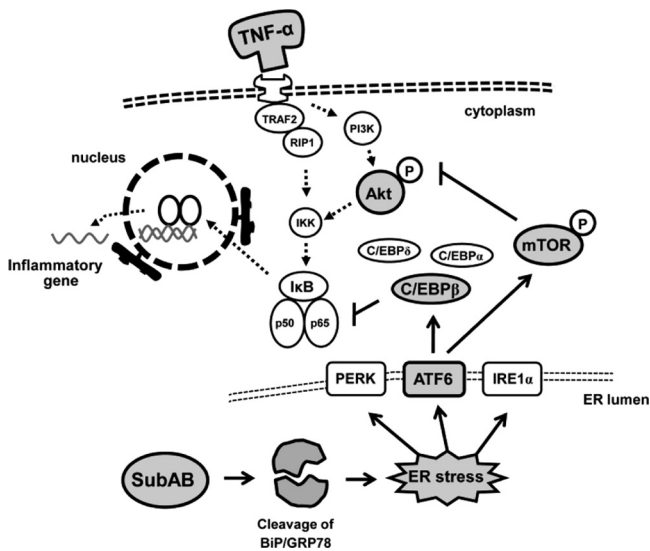 TNF-α
cytoplasm
TRAF2
RIP1
PI3K
nucleus
P
Akt
IKK
P
mTOR
C/EBPδ
C/EBPα
Inflammatory
gene
IκB
C/EBPβ
p50
p65
PERK
ATF6
IRE1α
ER lumen
SubAB
ER stress
Cleavage of
BiP/GRP78